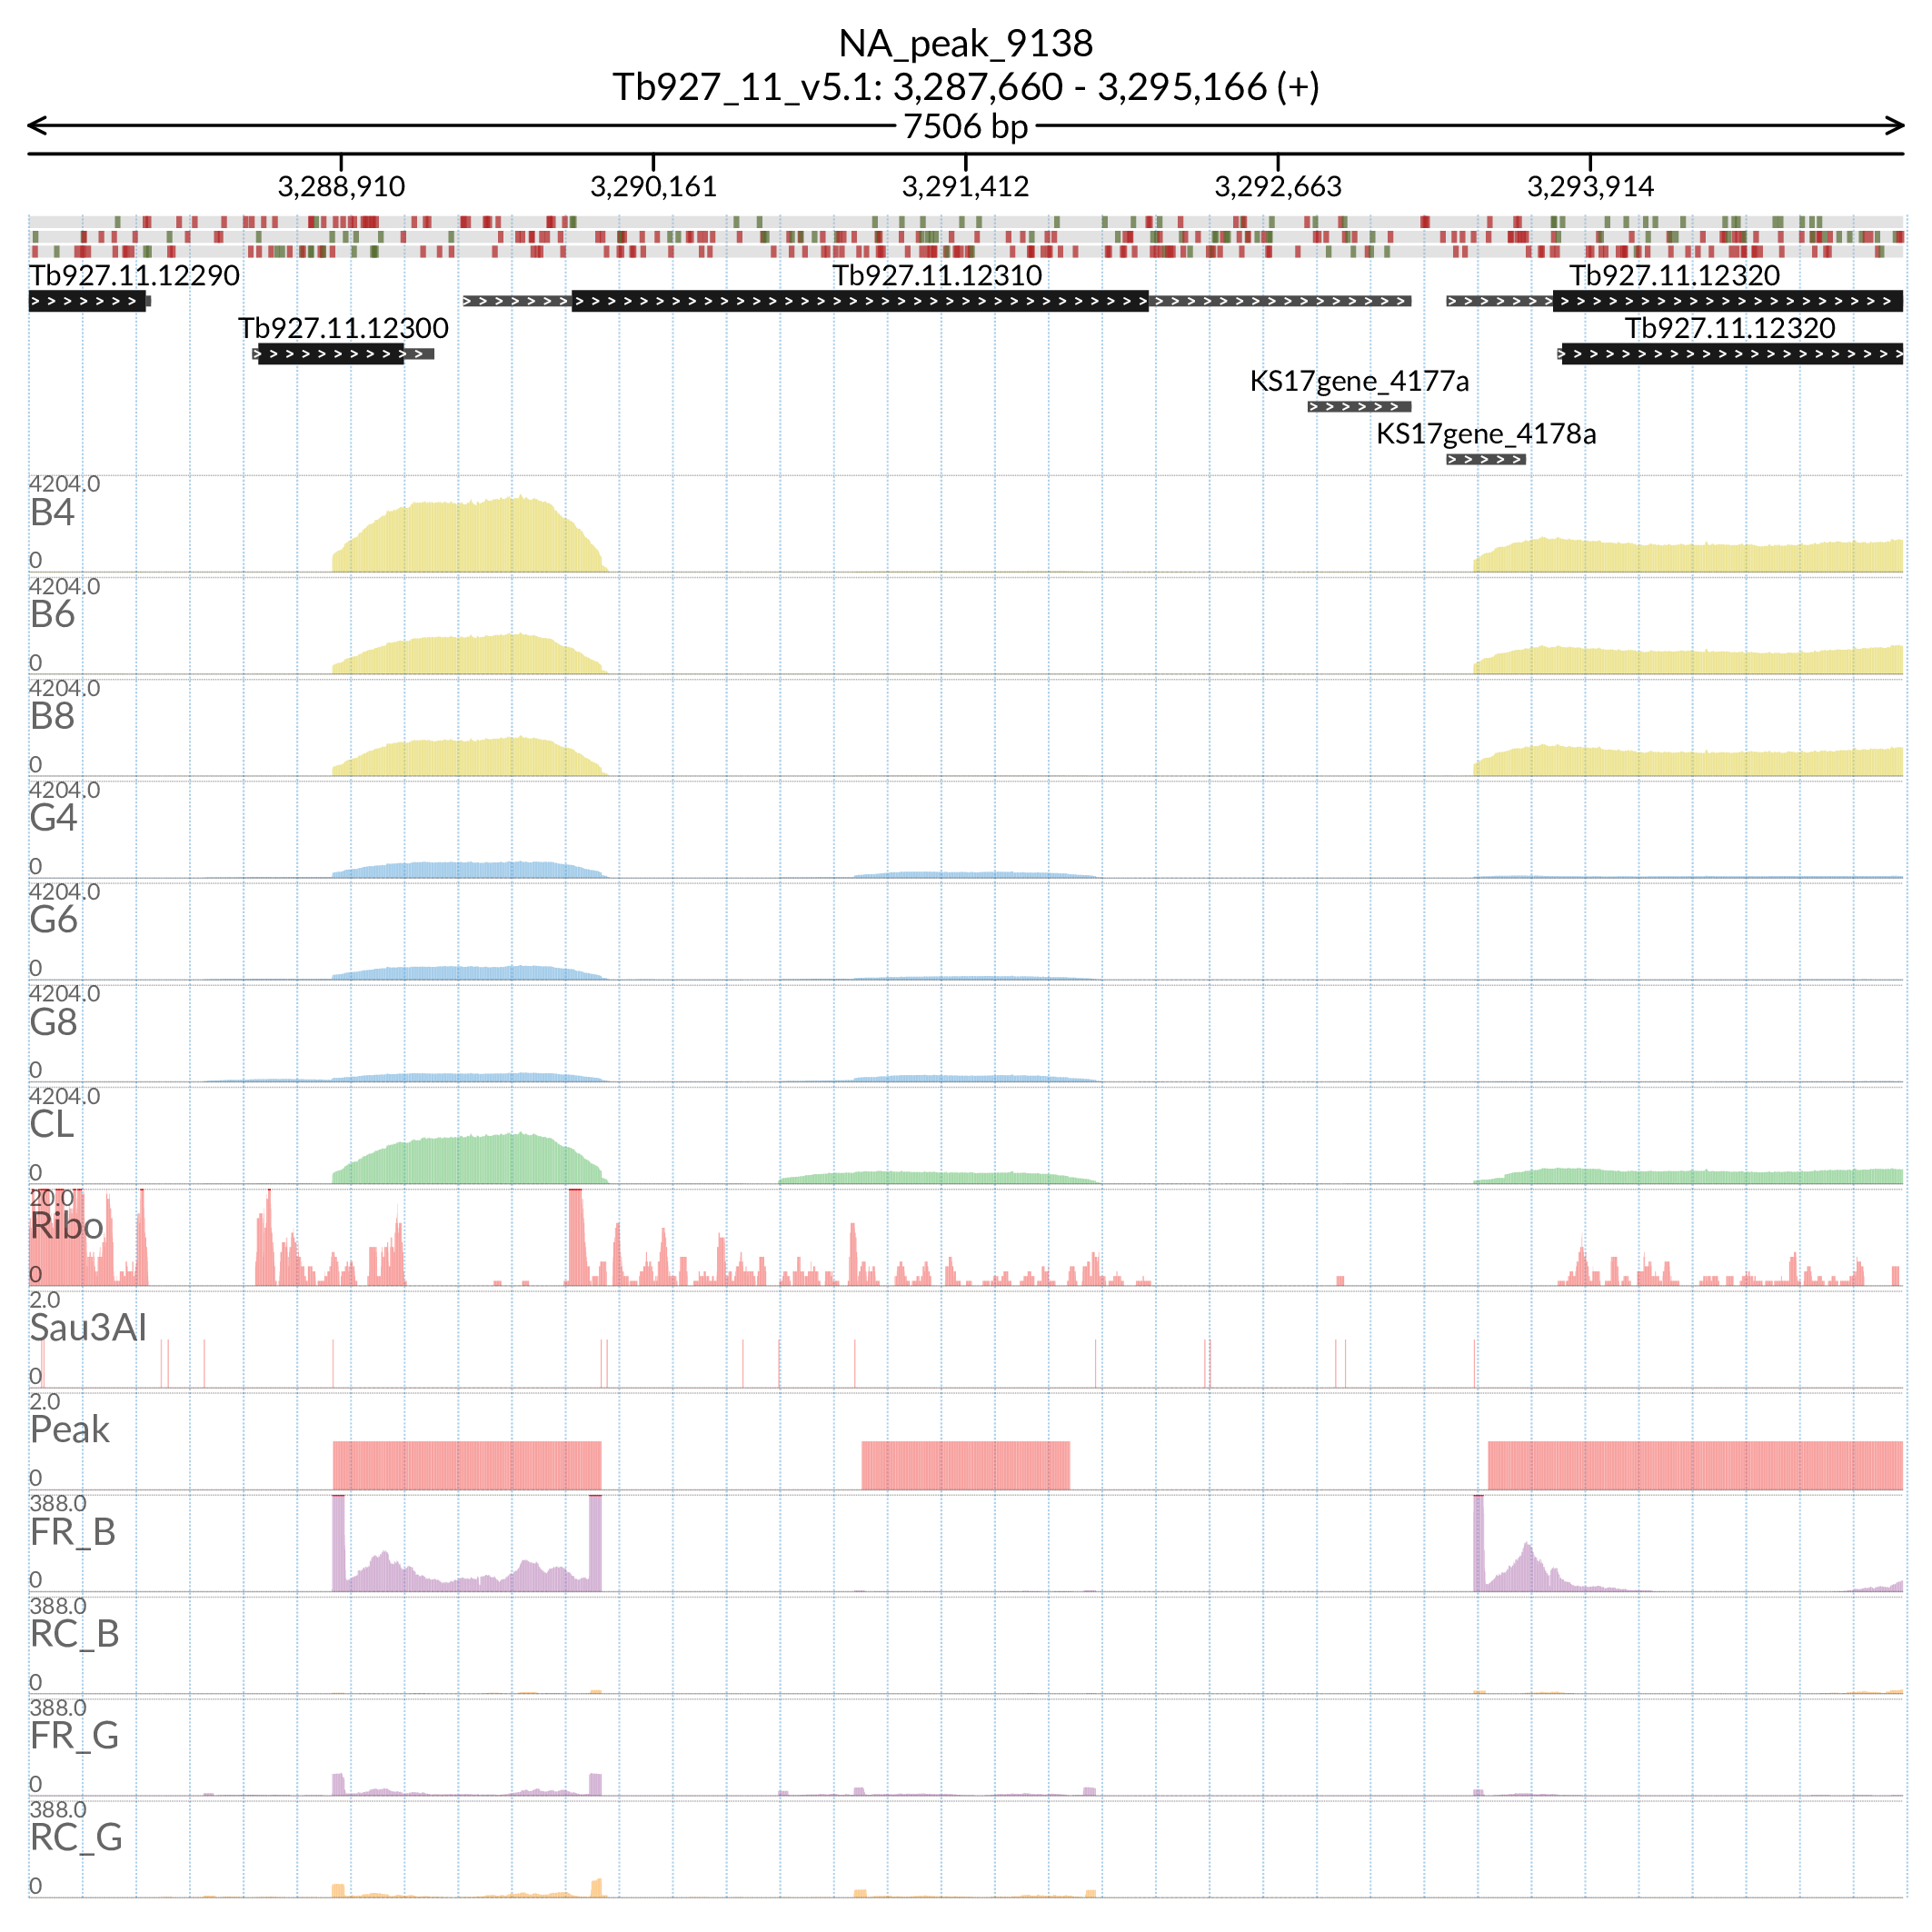 NA_peak_9138
Tb927_11_v5.1: 3,287,660 - 3,295,166 (+)
7506 bp
3,288,910 3,290,161 3,291,412 3,292,663 3,293,914
Tb927.11.12290 Tb927.11.12310 Tb927.11.12320
Tb927.11.12300 Tb927.11.12320
KS17gene_4177a
KS17gene_4178a
4204.0
B4
0
4204.0
B6
0
4204.0
B8
0
4204.0
G4
0
4204.0
G6
0
4204.0
G8
0
4204.0
CL
0
20.0
Ribo
0
2.0
Sau3AI
0
2.0
Peak
0
388.0
FR_B
0
388.0
RC_B
0
388.0
FR_G
0
388.0
RC_G
0